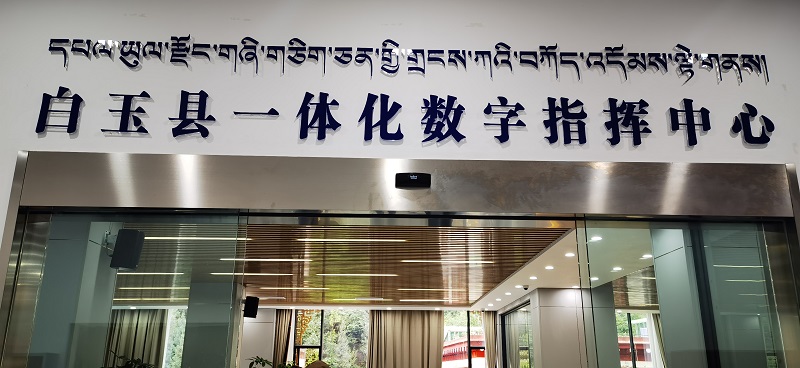 དཔལ་ཡུལ་རྫོང་གཞི་གཅིག་ཅན་གྱི་གྲངས་ཀའི་བཀོད་འདོམས་ལྟེ་གནས།
白玉县一体化数字指挥中心